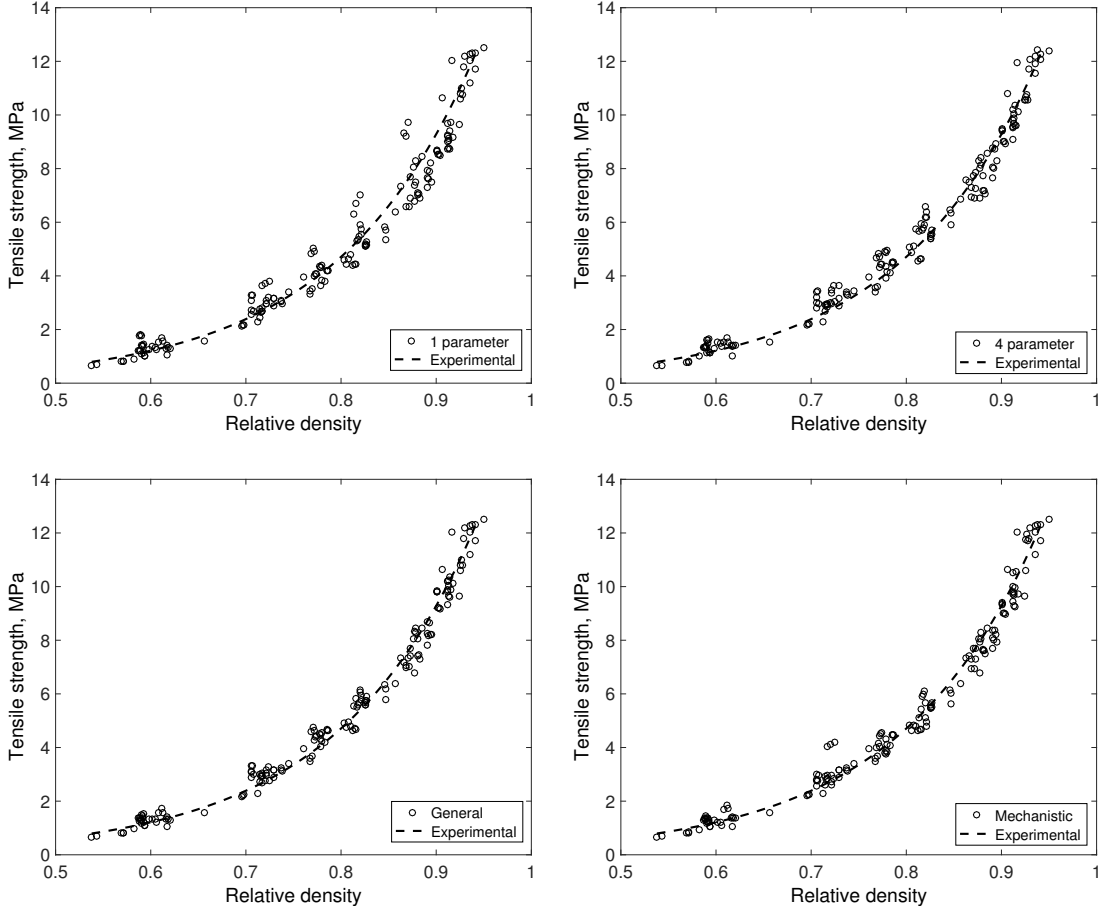 14
12
10
8
6
4
2
0
Tensile strength, MPa
1 parameter
Experimental
0.5 0.6 0.7 0.8 0.9 1
Relative density
14
12
10
8
6
4
2
0
Tensile strength, MPa
4 parameter
Experimental
0.5 0.6 0.7 0.8 0.9 1
Relative density
14
12
10
8
6
4
2
0
Tensile strength, MPa
General
Experimental
0.5 0.6 0.7 0.8 0.9 1
Relative density
14
12
10
8
6
4
2
0
Tensile strength, MPa
Mechanistic
Experimental
0.5 0.6 0.7 0.8 0.9 1
Relative density